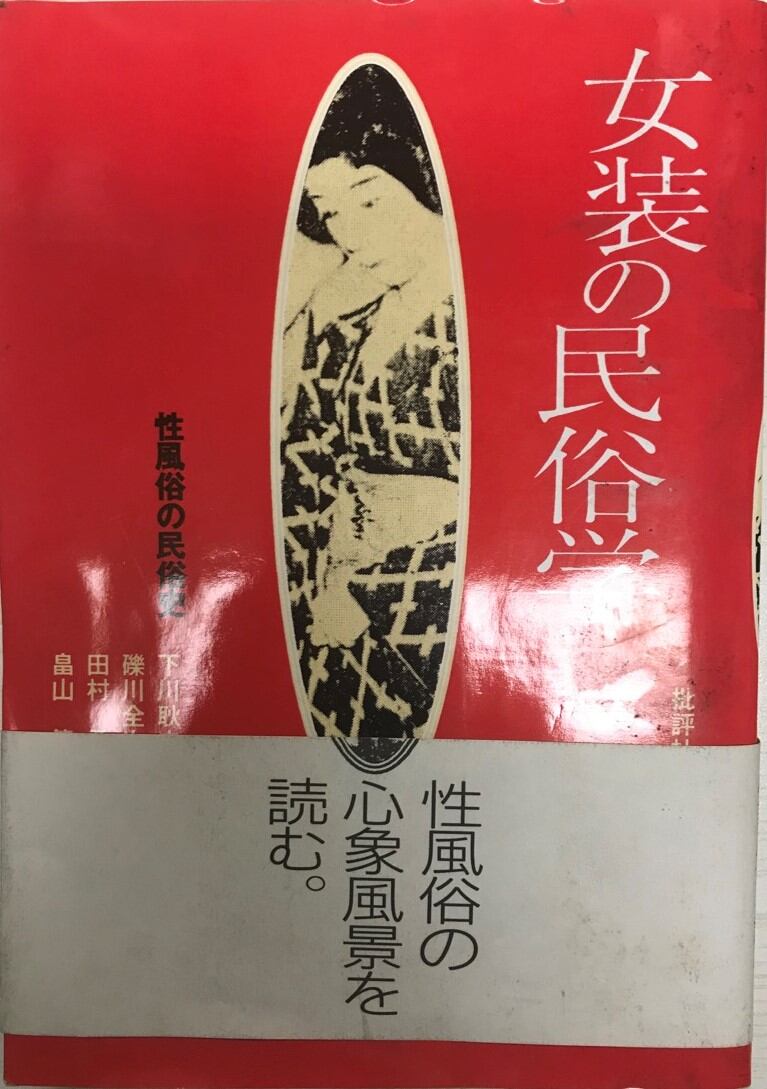 女装の民俗学
批評社
性風俗の民俗史
下川耿
礫川全
田村
畠山
性風俗の
心象風景を
読む。